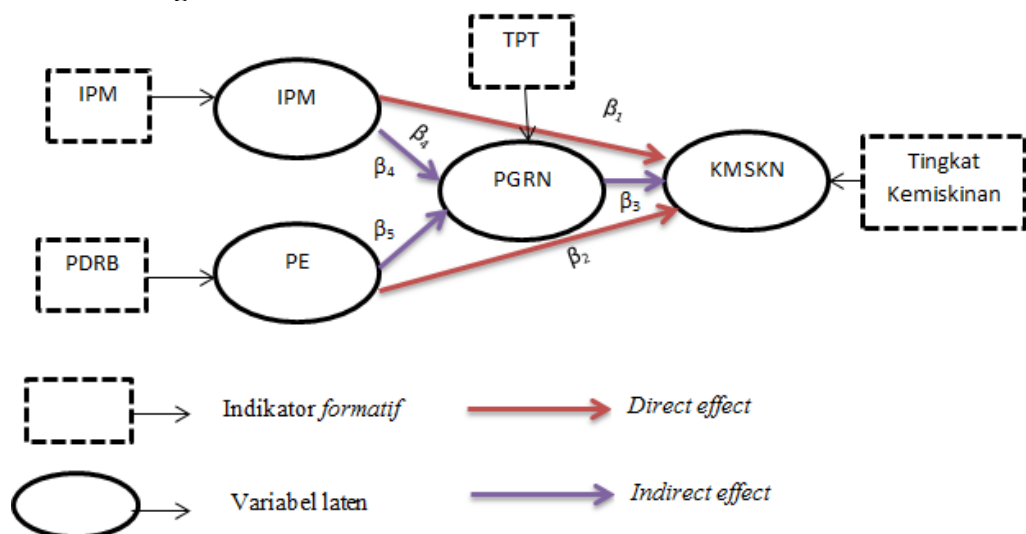 TPT
IPM
IPM
β1
β4
β4
PGRN
KMSKN
Tingkat
Kemiskinan
β3
β5
PDRB
PE
β2
Indikator formatif
Direct effect
Variabel laten
Indirect effect